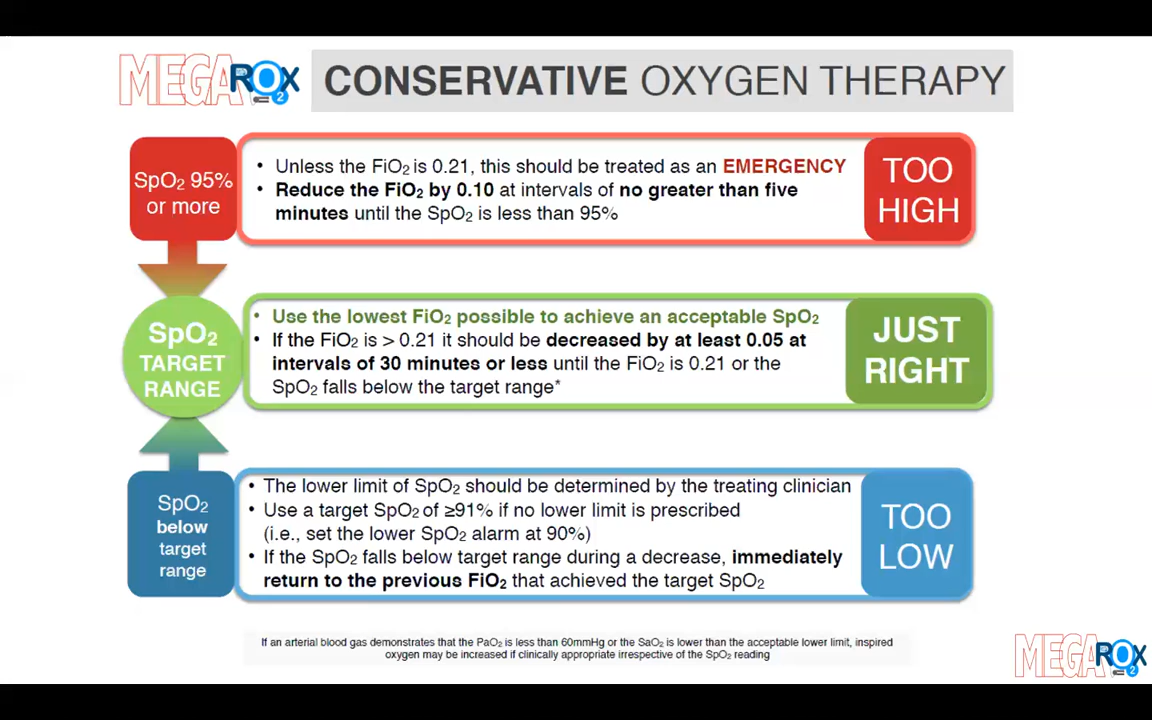 MEGAROX2 CONSERVATIVE OXYGEN THERAPY
SpO2 95%
or more
• Unless the FiO2 is 0.21, this should be treated as an EMERGENCY
• Reduce the FiO2 by 0.10 at intervals of no greater than five
minutes until the SpO2 is less than 95%
TOO
HIGH
SpO2
TARGET
RANGE
• Use the lowest FiO2 possible to achieve an acceptable SpO2
• If the FiO2 is > 0.21 it should be decreased by at least 0.05 at
intervals of 30 minutes or less until the FiO2 is 0.21 or the
SpO2 falls below the target range*
JUST
RIGHT
SpO2
below
target
range
• The lower limit of SpO2 should be determined by the treating clinician
• Use a target SpO2 of ≥91% if no lower limit is prescribed
(i.e., set the lower SpO2 alarm at 90%)
• If the SpO2 falls below target range during a decrease, immediately
return to the previous FiO2 that achieved the target SpO2
TOO
LOW
If an arterial blood gas demonstrates that the PaO2 is less than 60mmHg or the SaO2 is lower than the acceptable lower limit, inspired
oxygen may be increased if clinically appropriate irrespective of the SpO2 reading
MEGAROX2